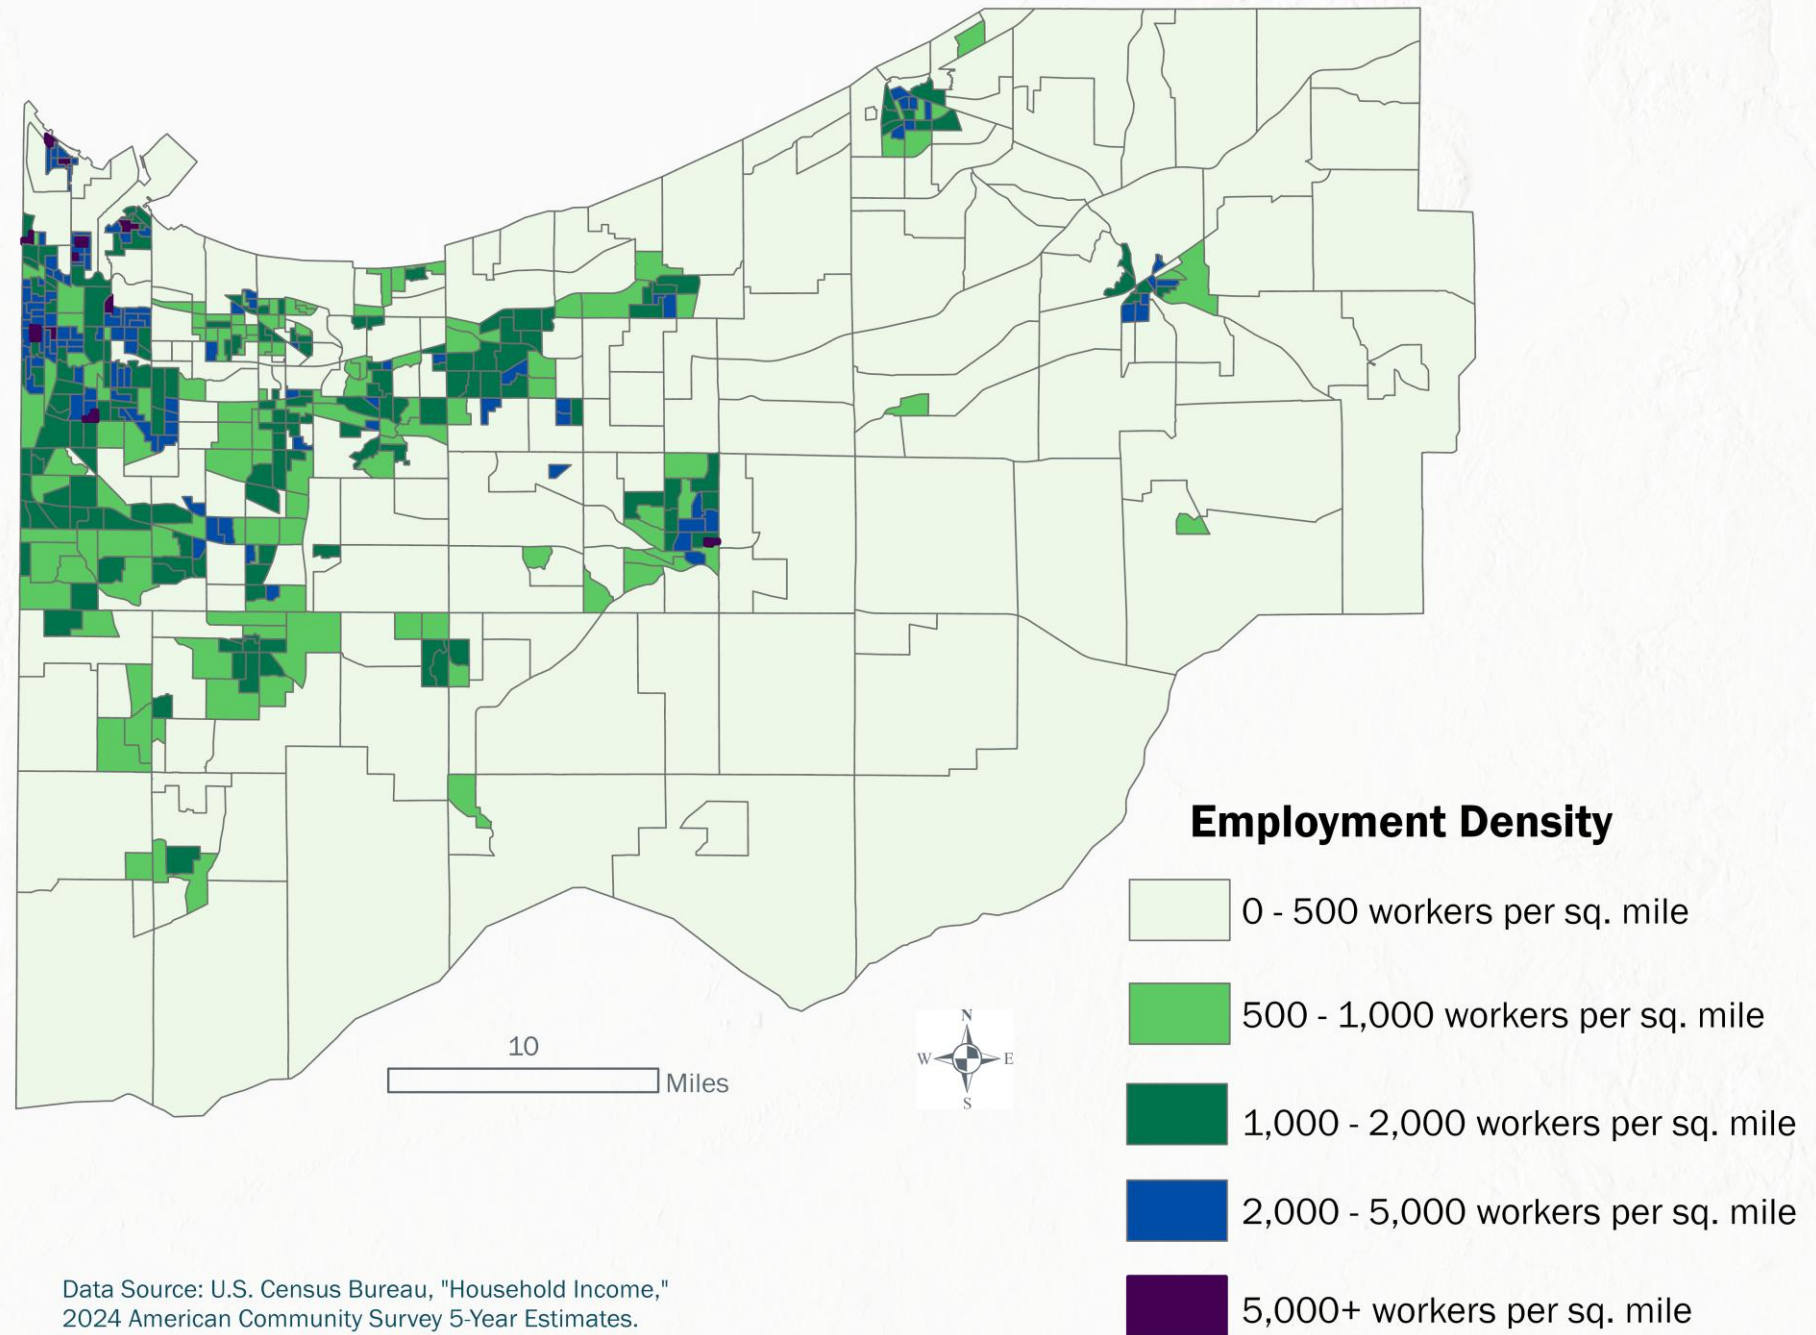 Employment Density
0 - 500 workers per sq. mile
500 - 1,000 workers per sq. mile
1,000 - 2,000 workers per sq. mile
2,000 - 5,000 workers per sq. mile
5,000+ workers per sq. mile
10
Miles
N
W
E
S
Data Source: U.S. Census Bureau, "Household Income,"
2024 American Community Survey 5-Year Estimates.